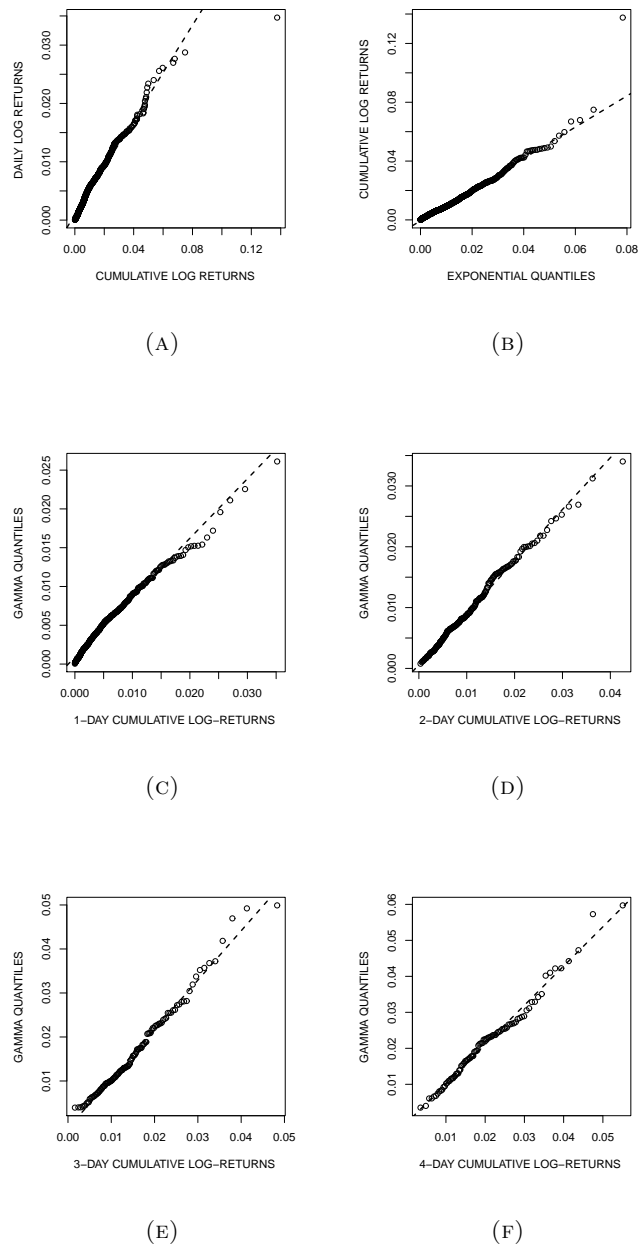 DAILY LOG RETURNS
0.000 0.010 0.020 0.030
0.00 0.04 0.08 0.12
CUMULATIVE LOG RETURNS
(A)
CUMULATIVE LOG RETURNS
0.00 0.04 0.08 0.12
0.00 0.02 0.04 0.06 0.08
EXPONENTIAL QUANTILES
(B)
GAMMA QUANTILES
0.000 0.005 0.010 0.015 0.020 0.025
0.000 0.010 0.020 0.030
1−DAY CUMULATIVE LOG−RETURNS
(C)
GAMMA QUANTILES
0.000 0.010 0.020 0.030
0.00 0.01 0.02 0.03 0.04
2−DAY CUMULATIVE LOG−RETURNS
(D)
GAMMA QUANTILES
0.01 0.02 0.03 0.04 0.05
0.00 0.01 0.02 0.03 0.04 0.05
3−DAY CUMULATIVE LOG−RETURNS
(E)
GAMMA QUANTILES
0.01 0.02 0.03 0.04 0.05 0.06
0.01 0.02 0.03 0.04 0.05
4−DAY CUMULATIVE LOG−RETURNS
(F)